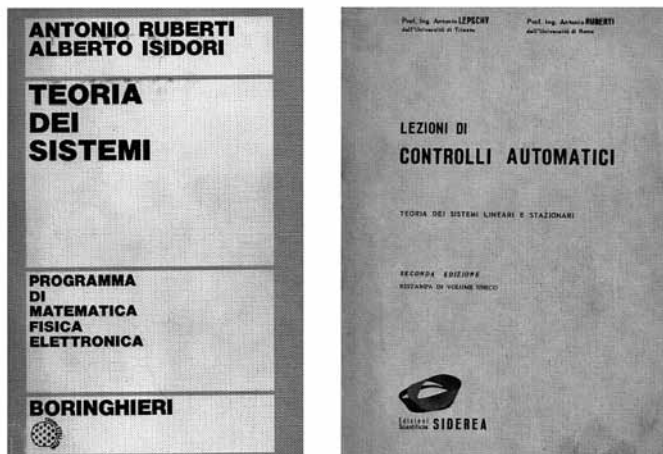 ANTONIO RUBERTI
ALBERTO ISIDORI
TEORIA
DEI
SISTEMI
PROGRAMMA
DI
MATEMATICA
FISICA
ELETTRONICA
BORINGHIERI
Prof. Ing. Antonio LEPSCHY
dell'Università di Trieste
Prof. Ing. Antonio RUBERTI
dell'Università di Roma
LEZIONI DI
CONTROLLI AUTOMATICI
TEORIA DEI SISTEMI LINEARI E STAZIONARI
SECONDA EDIZIONE
RISTAMPA IN VOLUME UNICO
Edizioni
Scientifiche SIDEREA